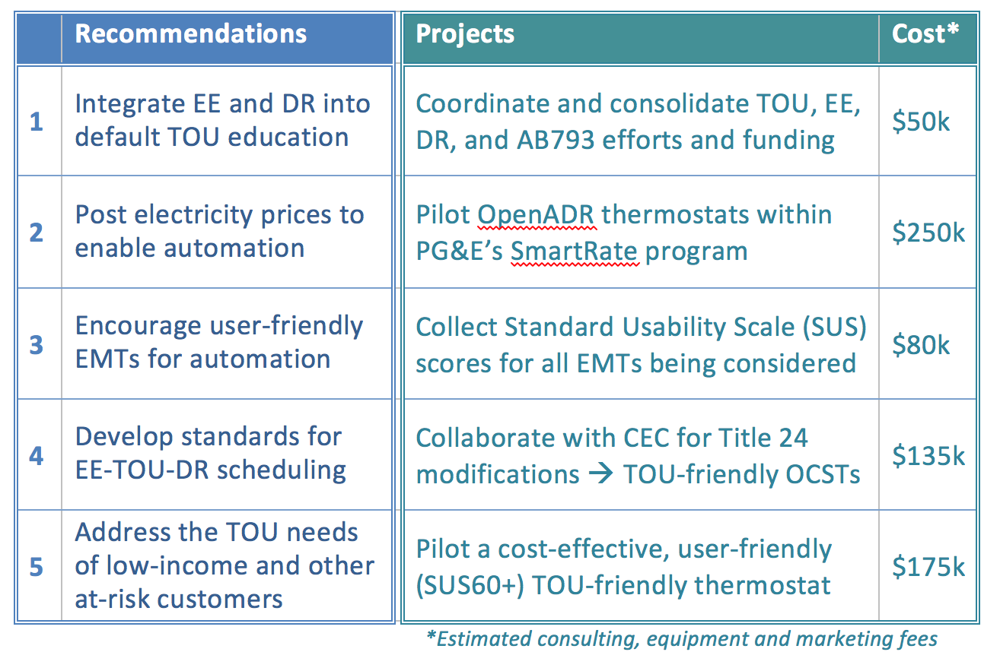 Recommendations
Projects
Cost*
1
Integrate EE and DR into
default TOU education
Coordinate and consolidate TOU, EE,
DR, and AB793 efforts and funding
$50k
2
Post electricity prices to
enable automation
Pilot OpenADR thermostats within
PG&E’s SmartRate program
$250k
3
Encourage user-friendly
EMTs for automation
Collect Standard Usability Scale (SUS)
scores for all EMTs being considered
$80k
4
Develop standards for
EE-TOU-DR scheduling
Collaborate with CEC for Title 24
modifications → TOU-friendly OCSTs
$135k
5
Address the TOU needs
of low-income and other
at-risk customers
Pilot a cost-effective, user-friendly
(SUS60+) TOU-friendly thermostat
$175k
*Estimated consulting, equipment and marketing fees